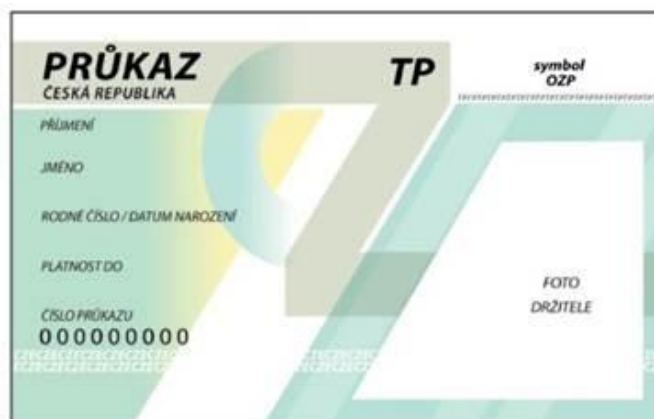 PRŮKAZ
ČESKÁ REPUBLIKA
TP
symbol
OZP
PŘÍJMENÍ
JMÉNO
RODNÉ ČÍSLO / DATUM NAROZENÍ
PLATNOST DO
ČÍSLO PRŮKAZU
000000000
FOTO
DRŽITELE